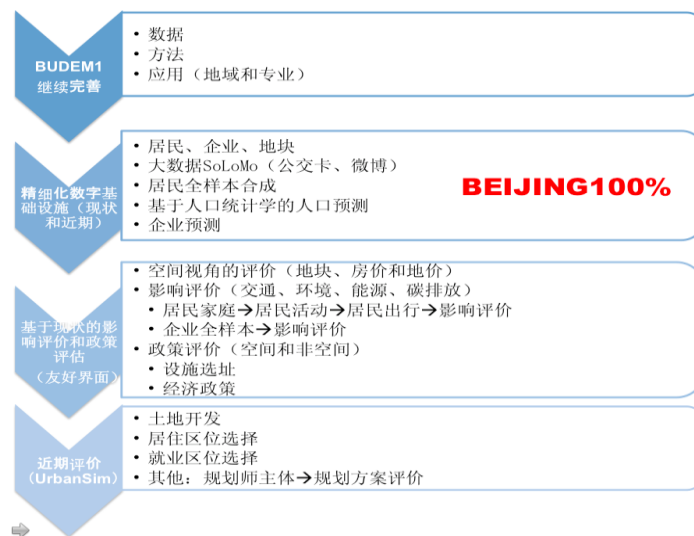 BUDEM1
继续完善
• 数据
• 方法
• 应用（地域和专业）
精细化数字基
础设施（现状
和近期）
• 居民、企业、地块
• 大数据SoLoMo（公交卡、微博）
• 居民全样本合成
• 基于人口统计学的人口预测
• 企业预测
BEIJING100%
基于现状的影
响评价和政策
评估
（友好界面）
• 空间视角的评价（地块、房价和地价）
• 影响评价（交通、环境、能源、碳排放）
• 居民家庭→居民活动→居民出行→影响评价
• 企业全样本→影响评价
• 政策评价（空间和非空间）
• 设施选址
• 经济政策
近期评价
（UrbanSim）
• 土地开发
• 居住区位选择
• 就业区位选择
• 其他：规划师主体→规划方案评价